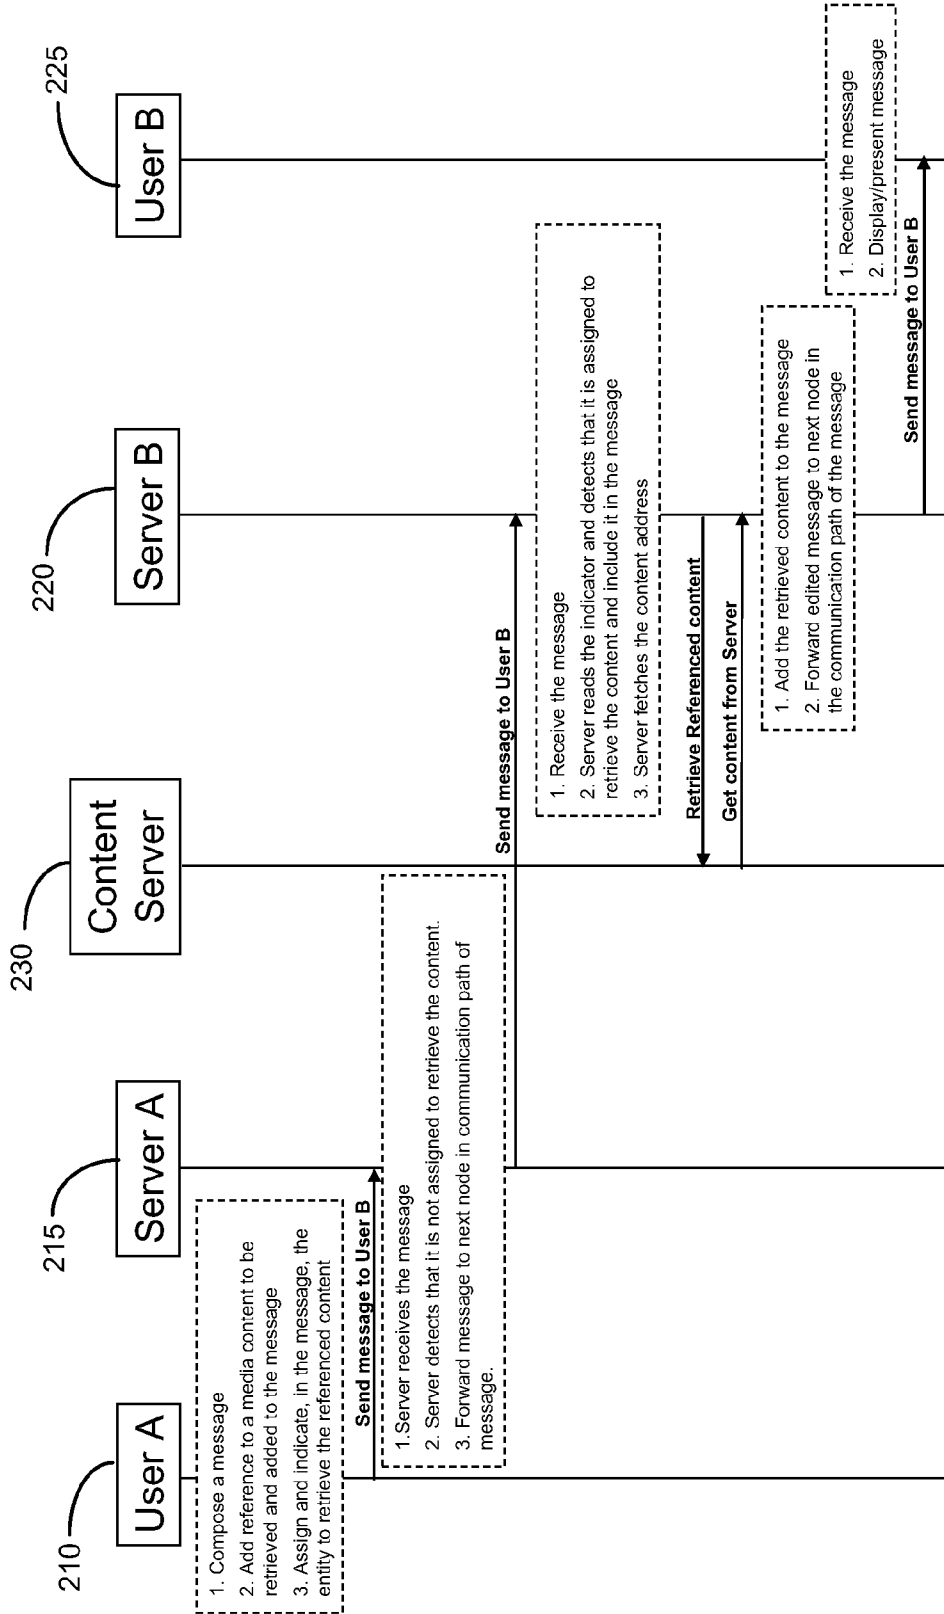 210
215
230
220
225
User A
Server A
Content
Server
Server B
User B
1. Compose a message
2. Add reference to a media content to be
retrieved and added to the message
3. Assign and indicate, in the message, the
entity to retrieve the referenced content
Send message to User B
1.Server receives the message
2. Server detects that it is not assigned to retrieve the content.
3. Forward message to next node in communication path of
message.
Send message to User B
1. Receive the message
2. Server reads the indicator and detects that it is assigned to
retrieve the content and include it in the message
3. Server fetches the content address
Retrieve Referenced content
Get content from Server
1. Add the retrieved content to the message
2. Forward edited message to next node in
the communication path of the message
1. Receive the message
2. Display/present message
Send message to User B